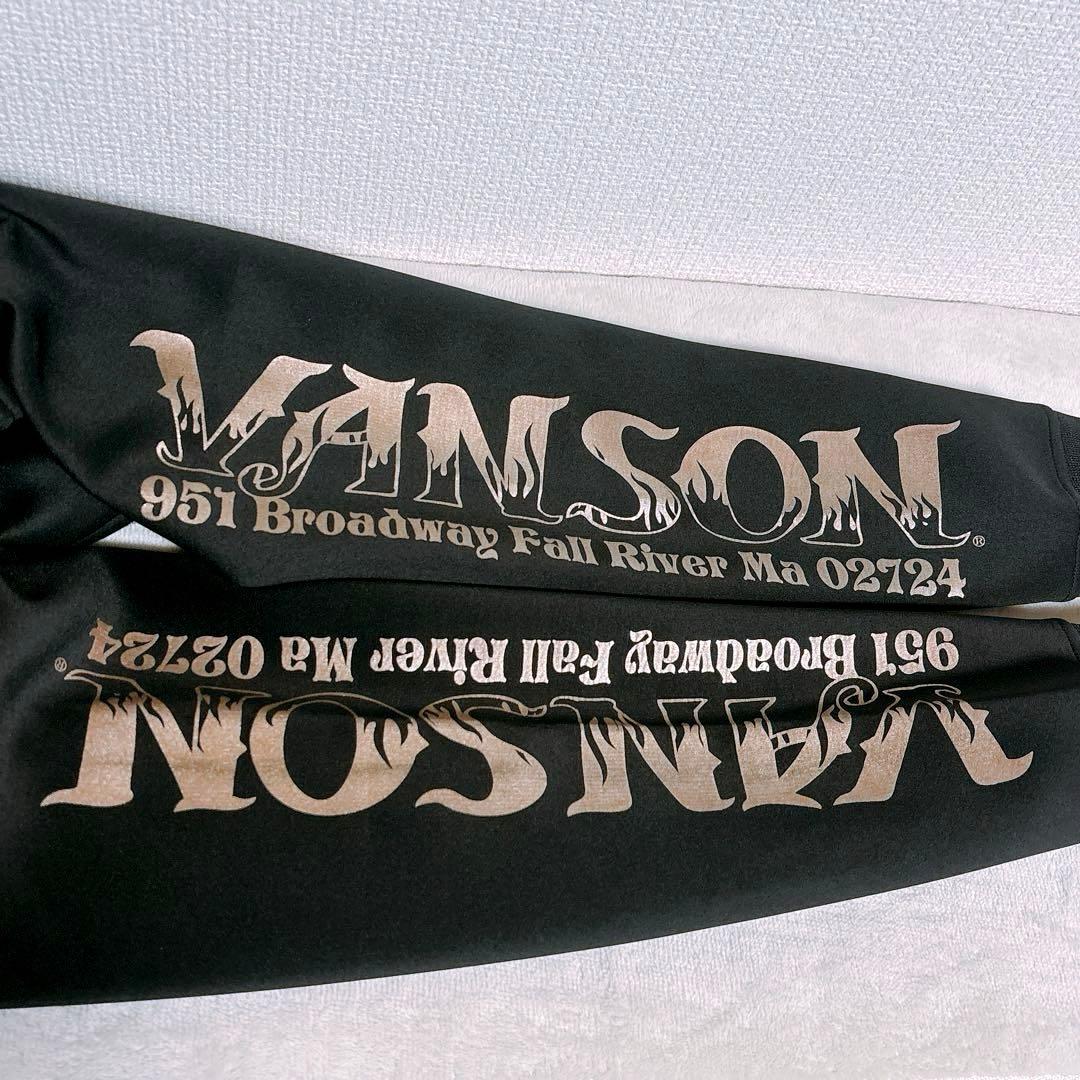 VANSON®
951 Broadway Fall River Ma 02724
951 Broadway Fall River Ma 02724
VANSON®